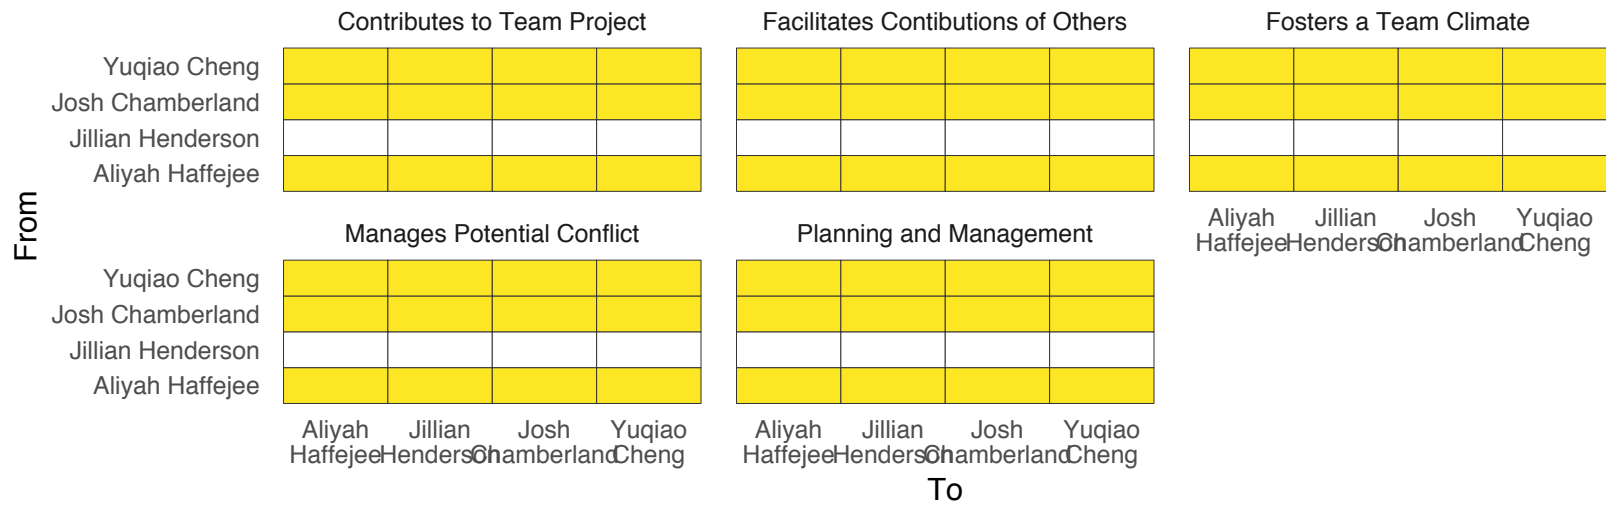 Contributes to Team Project
Facilitates Contibutions of Others
Fosters a Team Climate
Yuqiao Cheng
Josh Chamberland
Jillian Henderson
Aliyah Haffejee
Aliyah Haffejee
Jillian Henderson
Josh Chamberland
Yuqiao Cheng
From
Manages Potential Conflict
Planning and Management
Yuqiao Cheng
Josh Chamberland
Jillian Henderson
Aliyah Haffejee
Aliyah Haffejee
Jillian Henderson
Josh Chamberland
Yuqiao Cheng
Aliyah Haffejee
Jillian Henderson
Josh Chamberland
Yuqiao Cheng
To